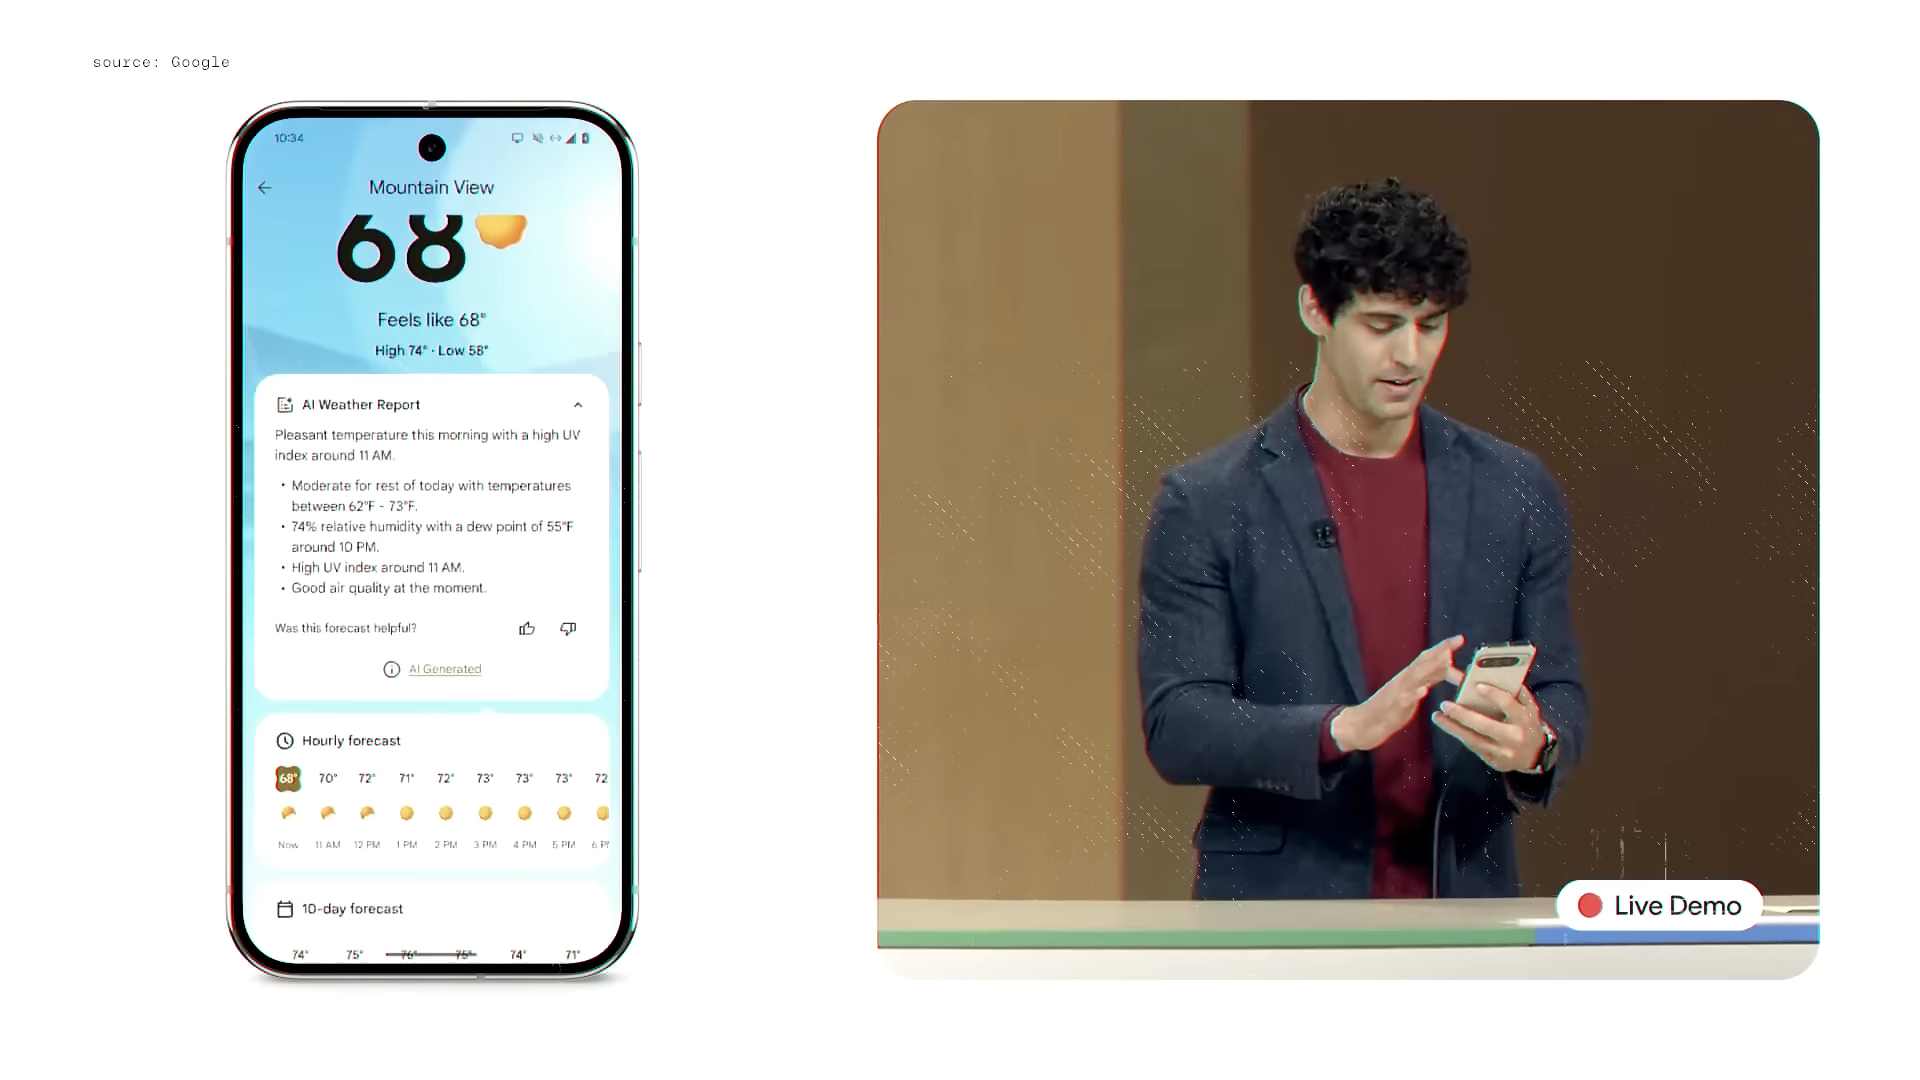 source: Google
10:34
Mountain View
68
Feels like 68°
High 74° · Low 58°
AI Weather Report
Pleasant temperature this morning with a high UV
index around 11 AM.
• Moderate for rest of today with temperatures
between 62°F - 73°F.
• 74% relative humidity with a dew point of 55°F
around 10 PM.
• High UV index around 11 AM.
• Good air quality at the moment.
Was this forecast helpful?
AI Generated
Hourly forecast
68° 70° 72° 71° 72° 73° 73° 73° 72
Now 11 AM 12 PM 1 PM 2 PM 3 PM 4 PM 5 PM 6 P
10-day forecast
74° 75° 76° 75° 74° 71°
Live Demo